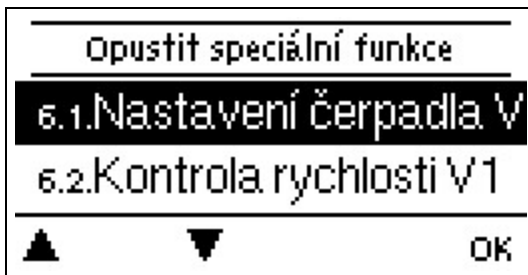 Opustit speciální funkce
6.1.Nastavení čerpadla V
6.2.Kontrola rychlosti V1
OK